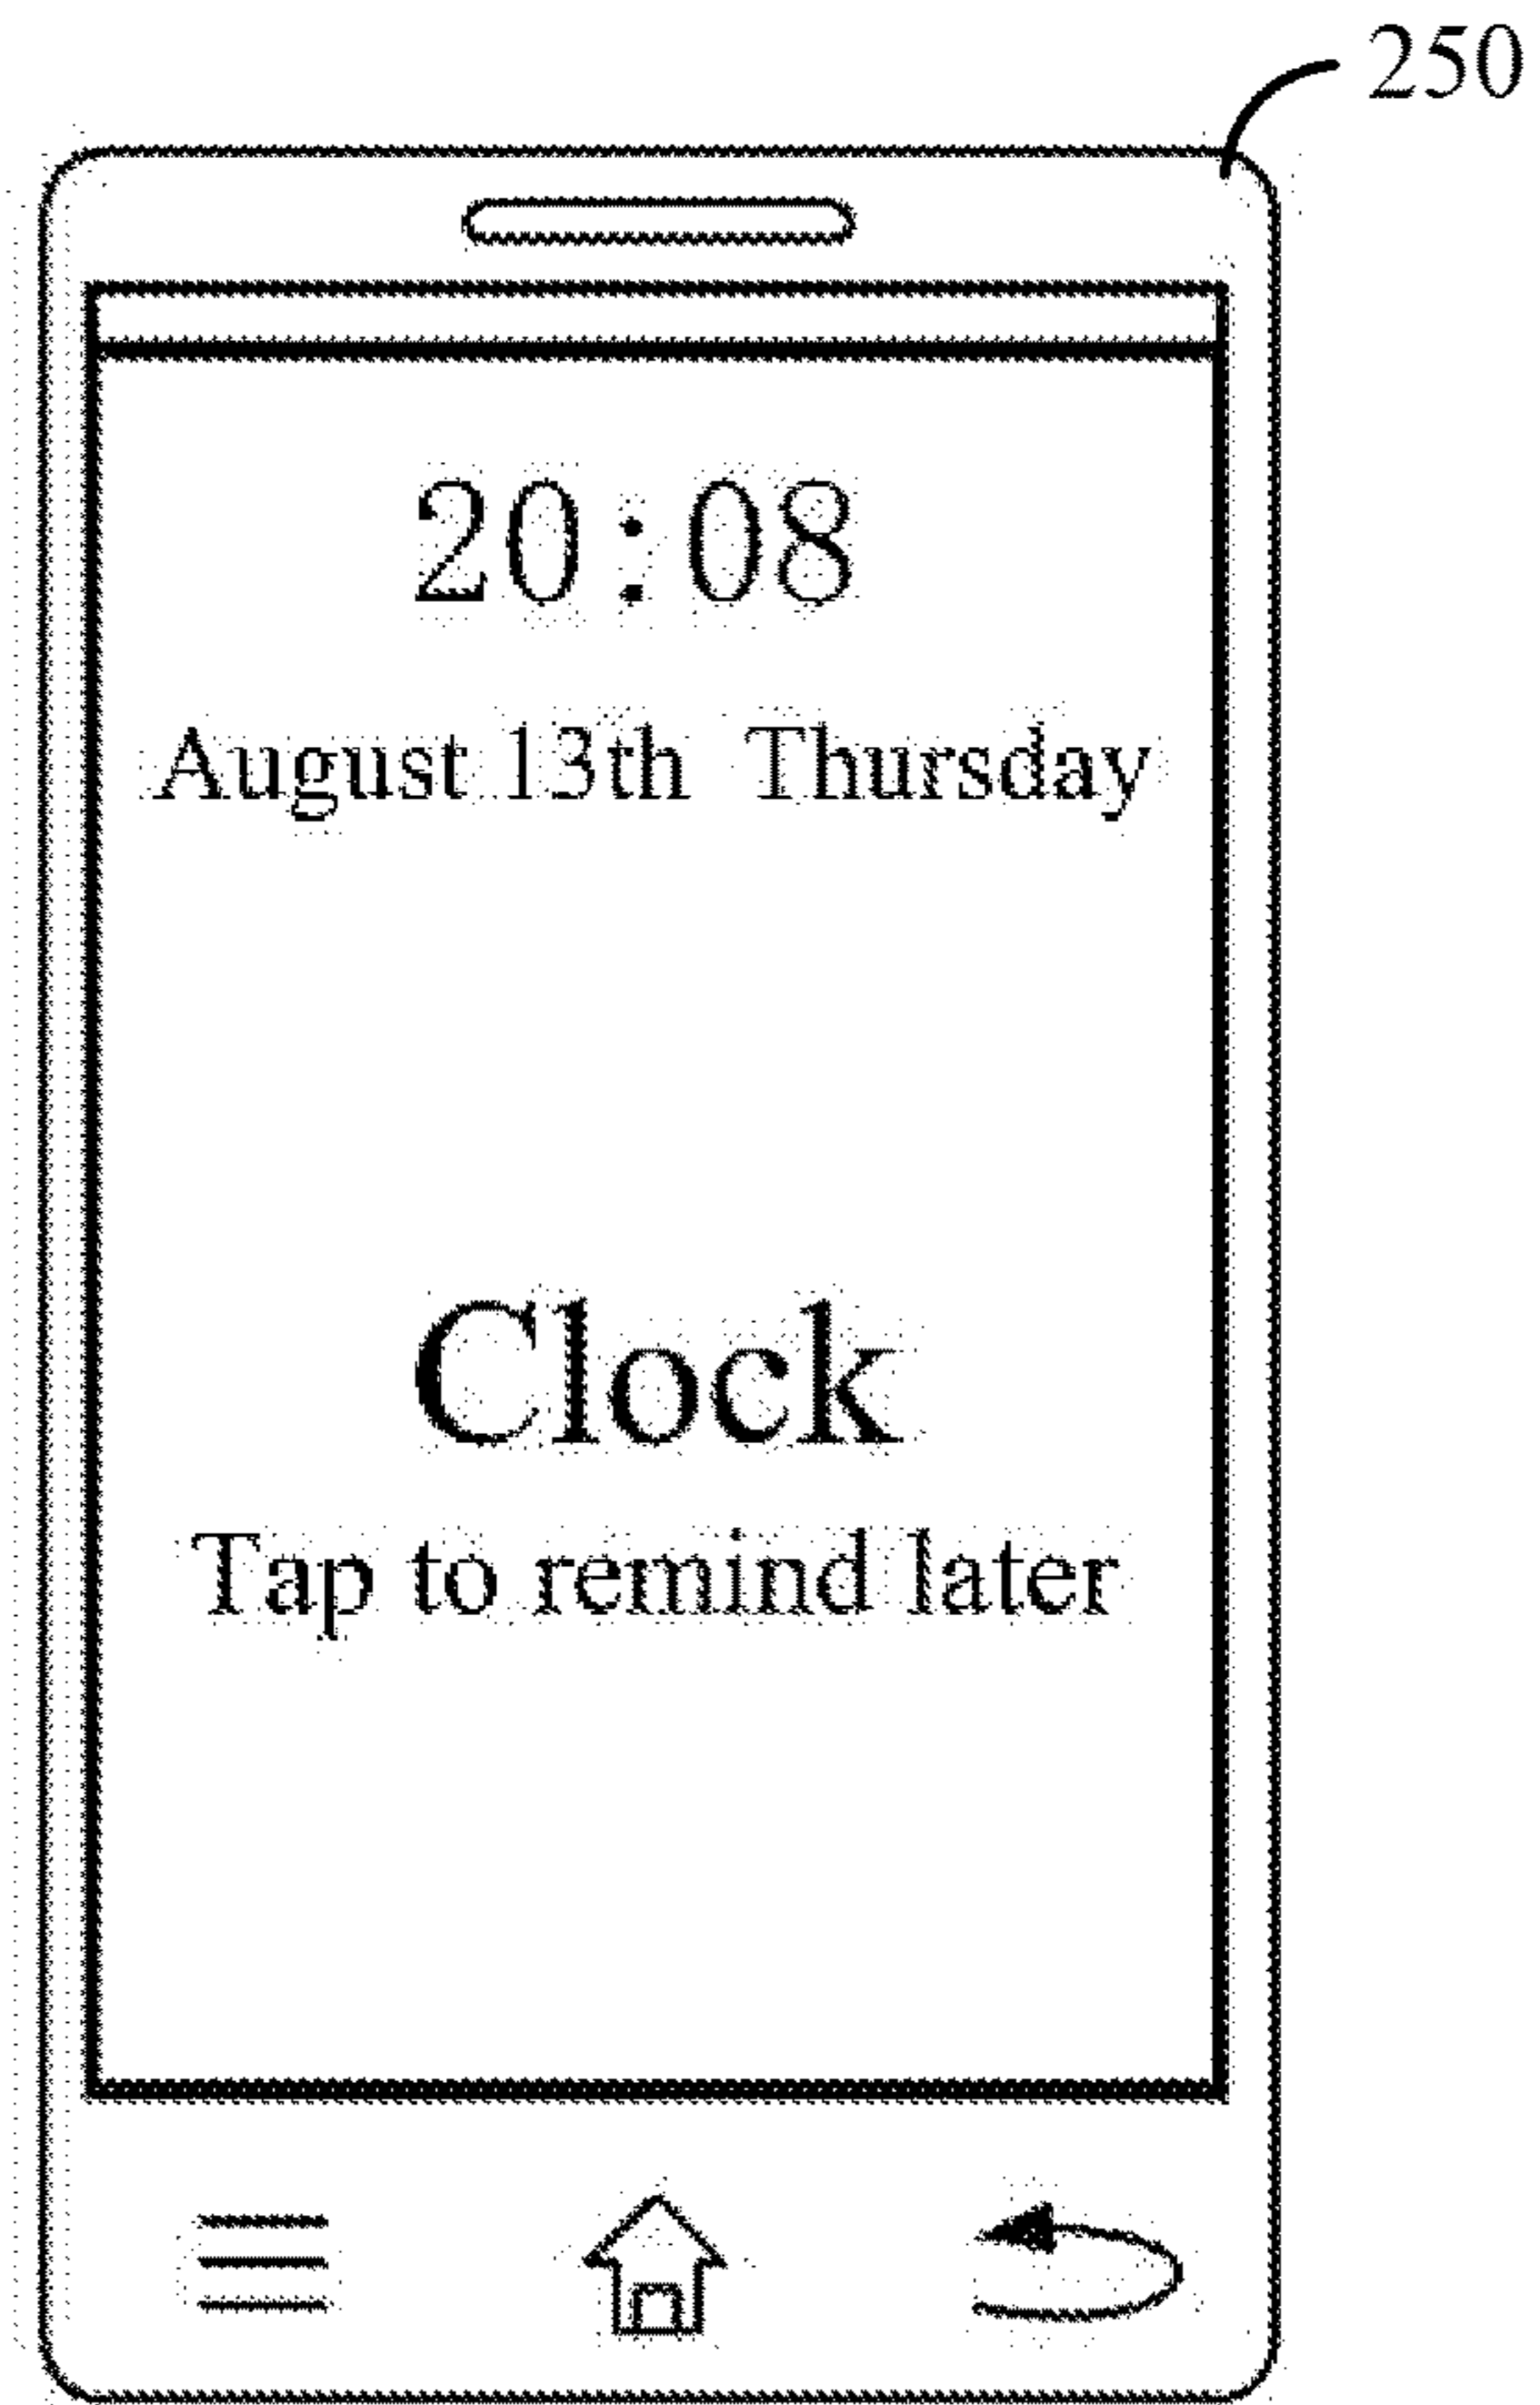 250
20:08
August 13th Thursday
Clock
Tap to remind later